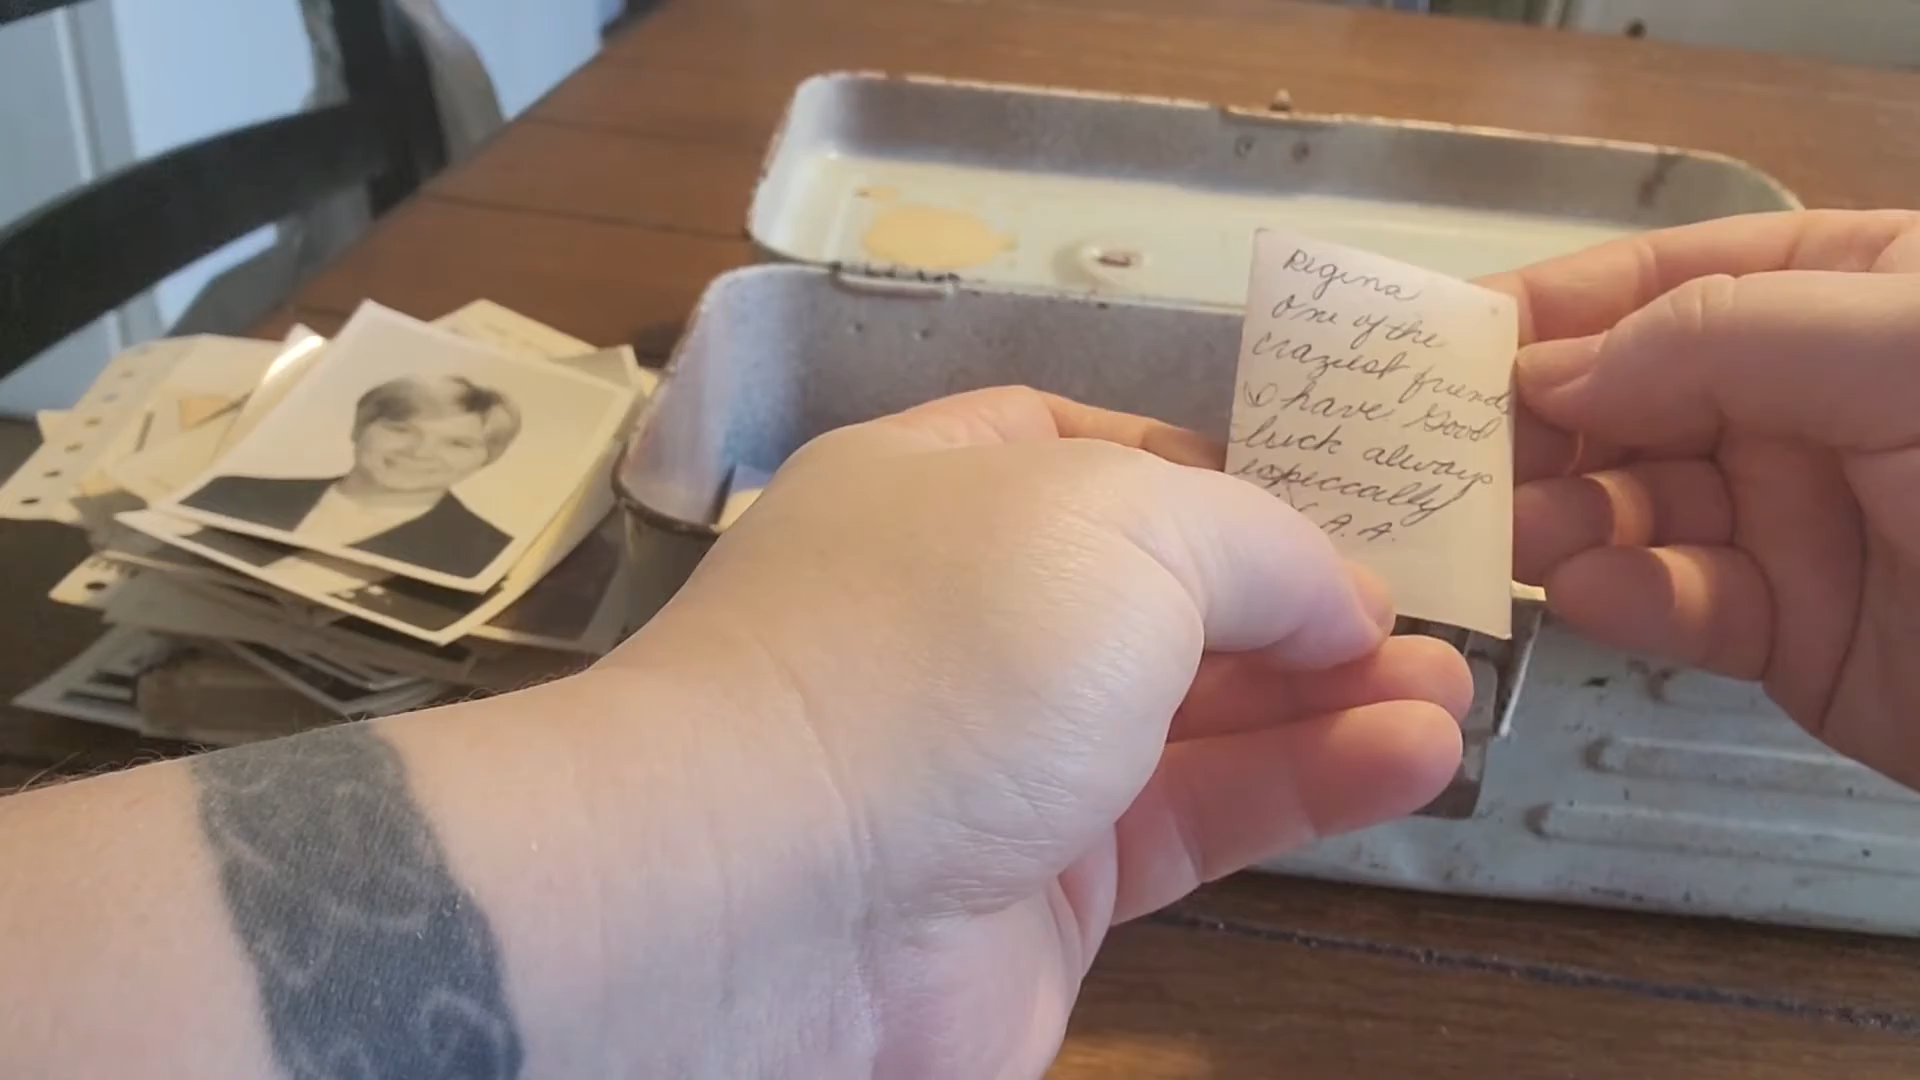 Regina
One of the
craziest friends
I have. Good
luck always
especcally
A. A.